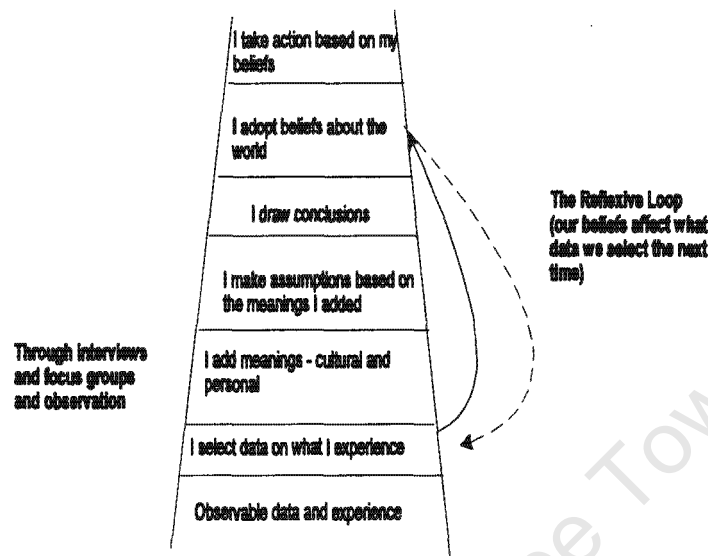 I take action based on my
beliefs
I adopt beliefs about the
world
I draw conclusions
The Reflexive Loop
(our beliefs affect what
data we select the next
time)
I make assumptions based on
the meanings I added
Through interviews
and focus groups
and observation
I add meanings - cultural and
personal
I select data on what I experience
Observable data and experience